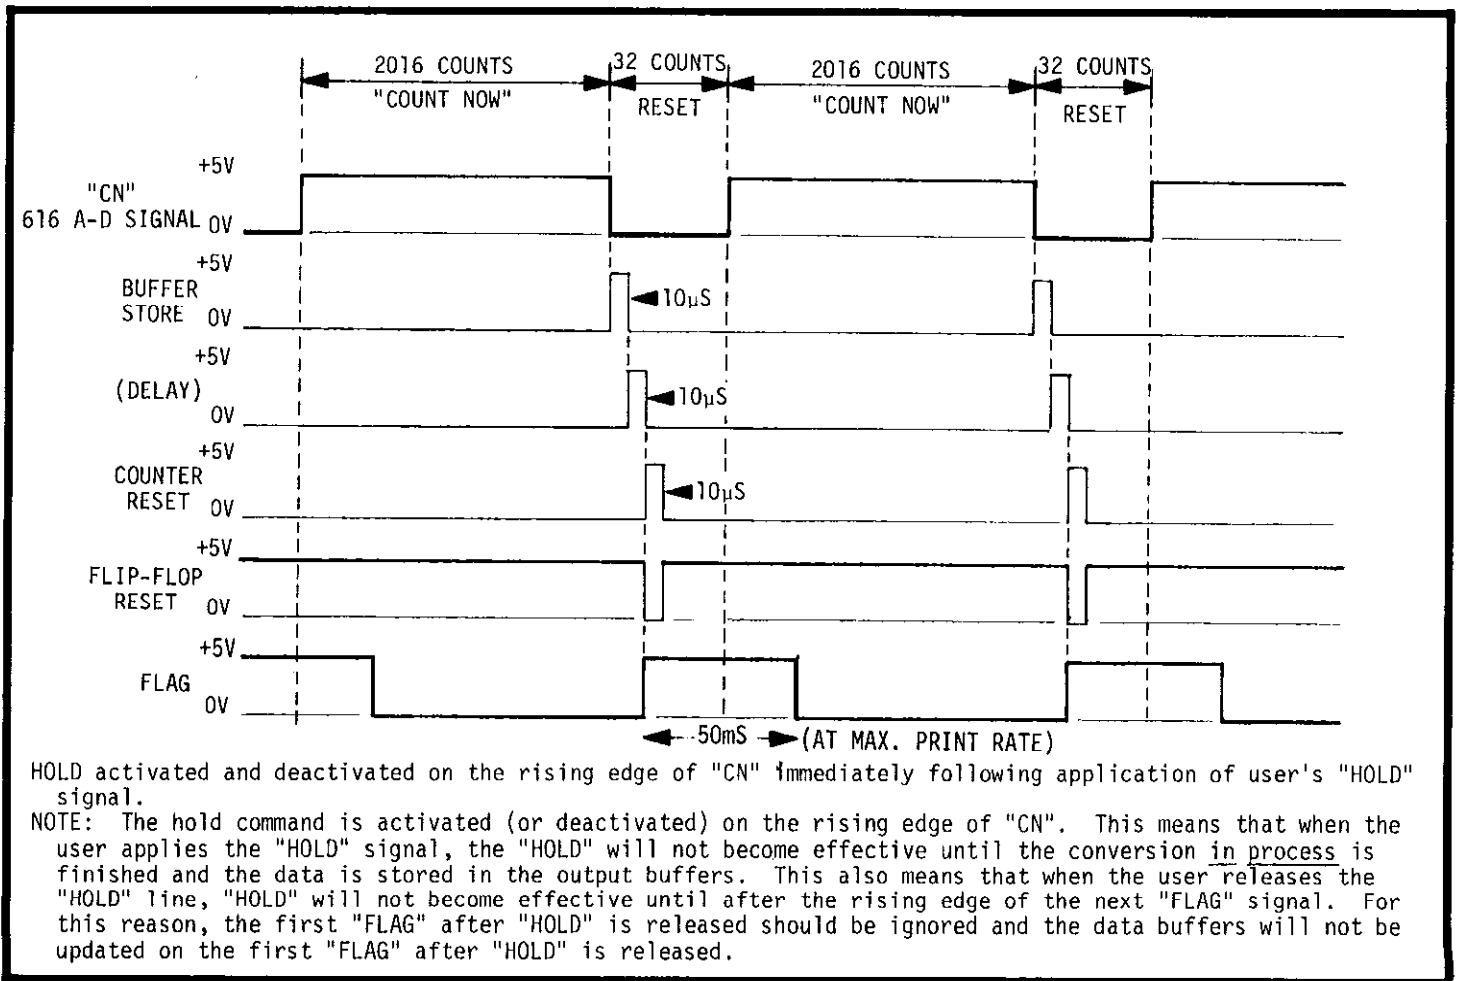 2016 COUNTS
"COUNT NOW"
32 COUNTS
RESET
2016 COUNTS
"COUNT NOW"
32 COUNTS
RESET
+5V
"CN"
616 A-D SIGNAL 0V
+5V
BUFFER
STORE 0V
10µS
+5V
(DELAY)
0V
10µS
+5V
COUNTER
RESET 0V
10µS
+5V
FLIP-FLOP
RESET 0V
+5V
FLAG
0V
50mS (AT MAX. PRINT RATE)
HOLD activated and deactivated on the rising edge of "CN" immediately following application of user's "HOLD"
signal.
NOTE: The hold command is activated (or deactivated) on the rising edge of "CN". This means that when the
user applies the "HOLD" signal, the "HOLD" will not become effective until the conversion in process is
finished and the data is stored in the output buffers. This also means that when the user releases the
"HOLD" line, "HOLD" will not become effective until after the rising edge of the next "FLAG" signal. For
this reason, the first "FLAG" after "HOLD" is released should be ignored and the data buffers will not be
updated on the first "FLAG" after "HOLD" is released.